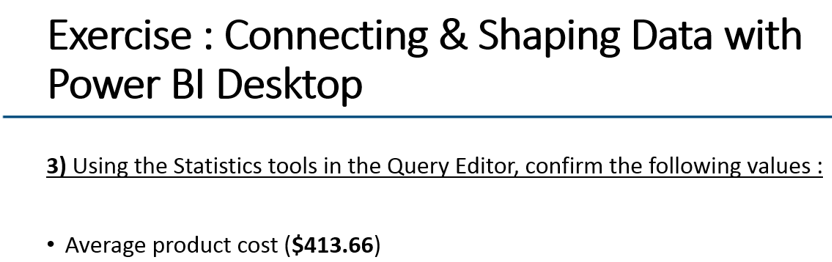 Exercise : Connecting & Shaping Data with
Power BI Desktop
3) Using the Statistics tools in the Query Editor, confirm the following values :
• Average product cost ($413.66)